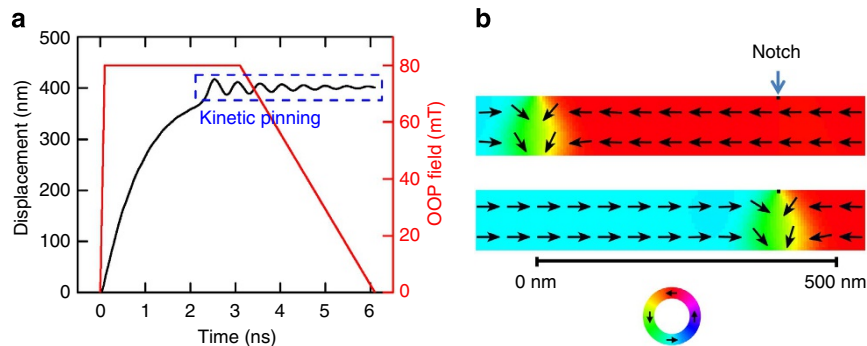 a
Displacement (nm)
500
400
300
200
100
0
Kinetic pinning
80
60
40
20
0
OOP field (mT)
0 1 2 3 4 5 6
Time (ns)
b
Notch
0 nm 500 nm